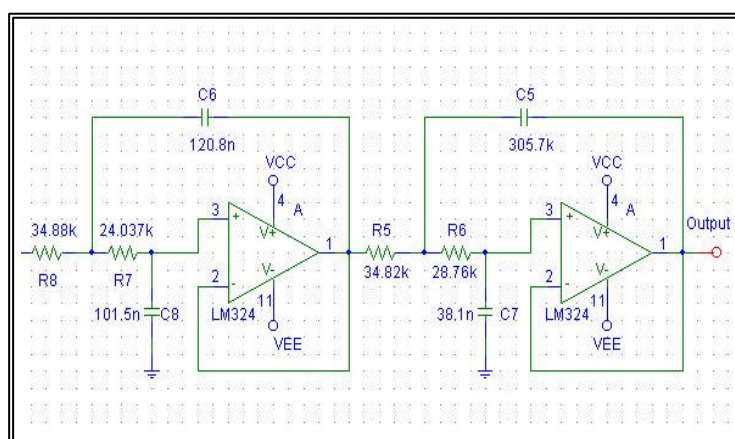 C6
120.8n
C5
305.7k
VCC
4
A
3
+
V+
1
2
-
V-
11
LM324
VEE
34.88k
R8
24.037k
R7
101.5n
C8
R5
34.82k
R6
28.76k
38.1n
C7
VCC
4
A
3
+
V+
1
2
-
V-
11
LM324
VEE
Output